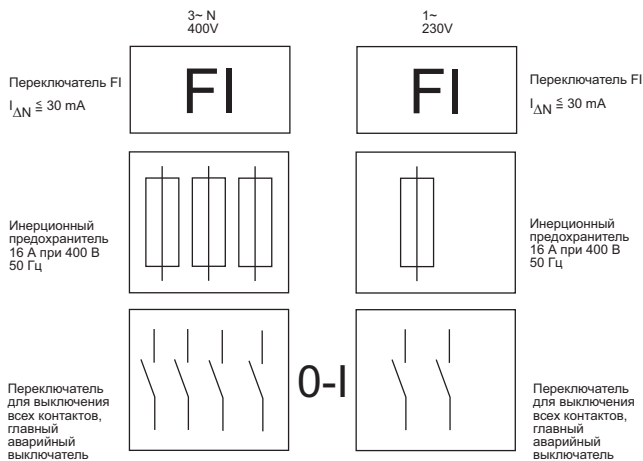 3~ N
400V
1~
230V
Переключатель FI
I ΔN ≦ 30 mA
FI
FI
Переключатель FI
I ΔN ≦ 30 mA
Инерционный
предохранитель
16 А при 400 В
50 Гц
Инерционный
предохранитель
16 А при 400 В
50 Гц
Переключатель
для выключения
всех контактов,
главный
аварийный
выключатель
0-I
Переключатель
для выключения
всех контактов,
главный
аварийный
выключатель